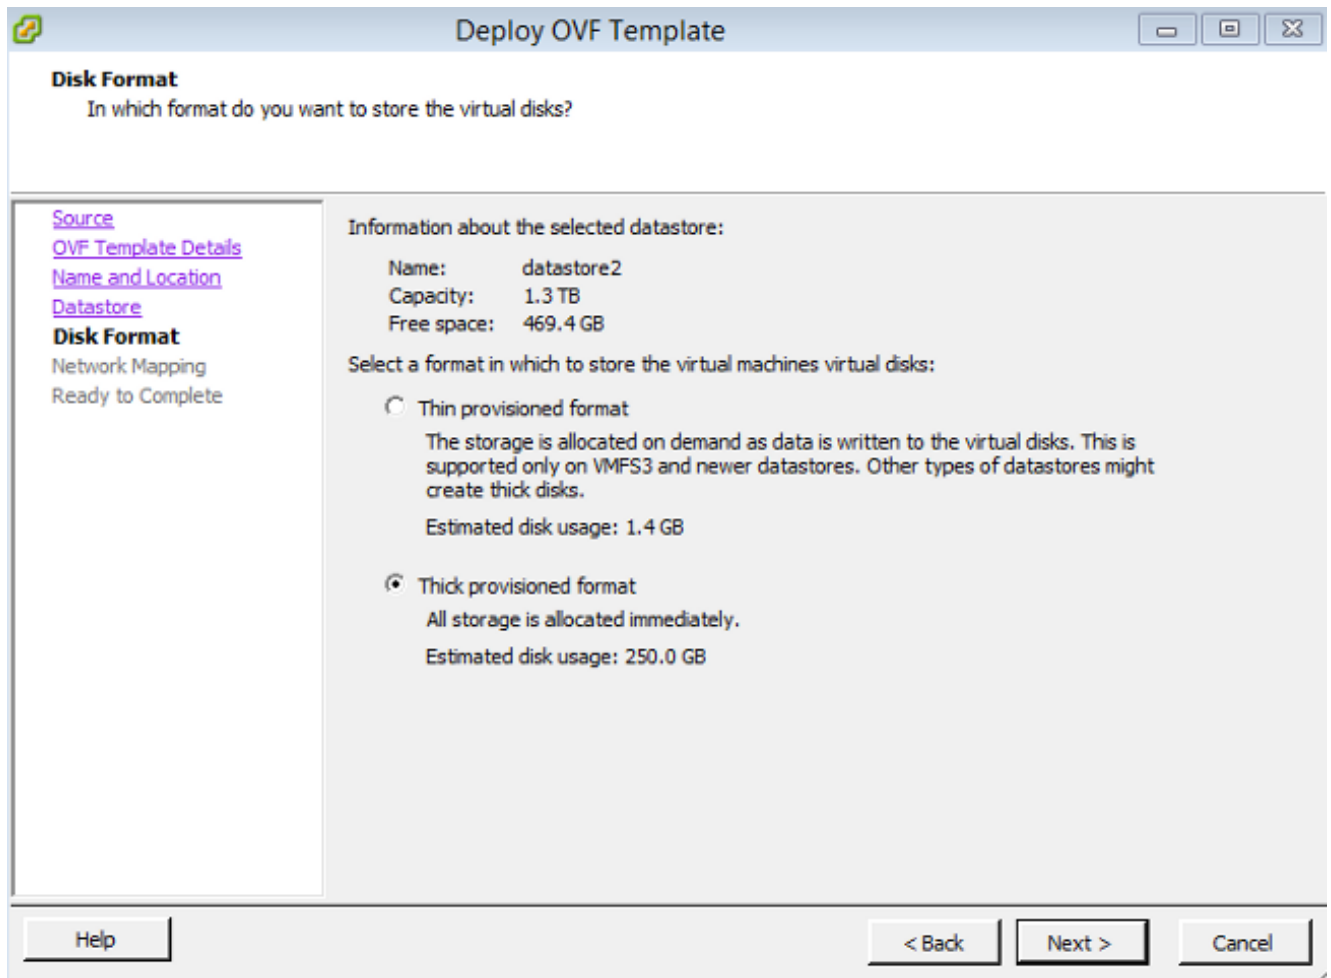 Deploy OVF Template
Disk Format
In which format do you want to store the virtual disks?
Source
OVF Template Details
Name and Location
Datastore
Disk Format
Network Mapping
Ready to Complete
Information about the selected datastore:
Name: datastore2
Capacity: 1.3 TB
Free space: 469.4 GB
Select a format in which to store the virtual machines virtual disks:
Thin provisioned format
The storage is allocated on demand as data is written to the virtual disks. This is
supported only on VMFS3 and newer datastores. Other types of datastores might
create thick disks.
Estimated disk usage: 1.4 GB
Thick provisioned format
All storage is allocated immediately.
Estimated disk usage: 250.0 GB
Help < Back Next > Cancel